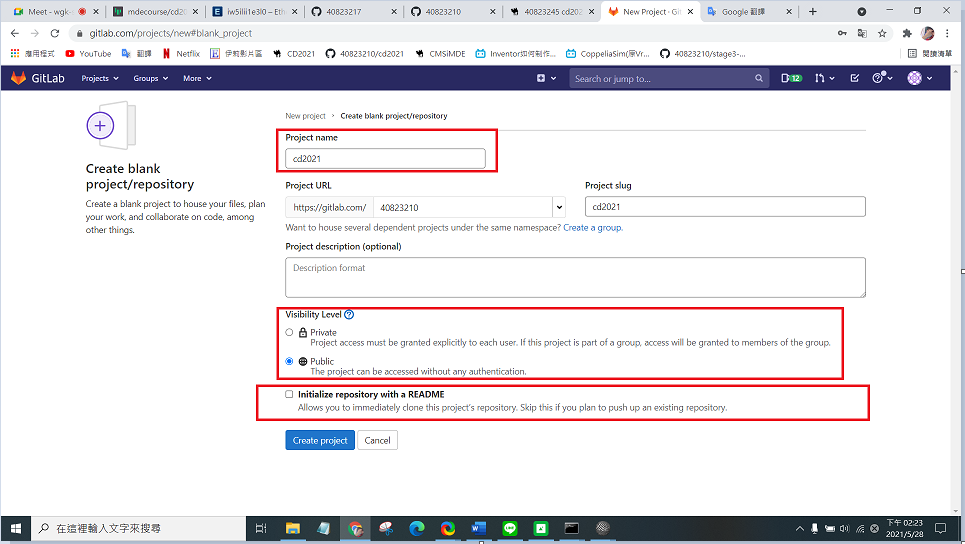 Meet - wgk-
mdecourse/cd20
iw5ilii1e3l0 – Eth
40823217
40823210
40823245 cd202
New Project · Git
Google 翻譯
gitlab.com/projects/new#blank_project
應用程式
YouTube
翻譯
Netflix
伊莉影片區
CD2021
40823210/cd2021
CMSiMDE
Inventor如何制作...
CoppeliaSim(原Vr...
40823210/stage3-...
閱讀清單
GitLab
Projects
Groups
More
Search or jump to...
12
New project › Create blank project/repository
Create blank
project/repository
Create a blank project to house your files, plan
your work, and collaborate on code, among
other things.
Project name
cd2021
Project URL
Project slug
https://gitlab.com/
40823210
cd2021
Want to house several dependent projects under the same namespace? Create a group.
Project description (optional)
Description format
Visibility Level
Private
Project access must be granted explicitly to each user. If this project is part of a group, access will be granted to members of the group.
Public
The project can be accessed without any authentication.
Initialize repository with a README
Allows you to immediately clone this project's repository. Skip this if you plan to push up an existing repository.
Create project
Cancel
在這裡輸入文字來搜尋
下午 02:23
2021/5/28